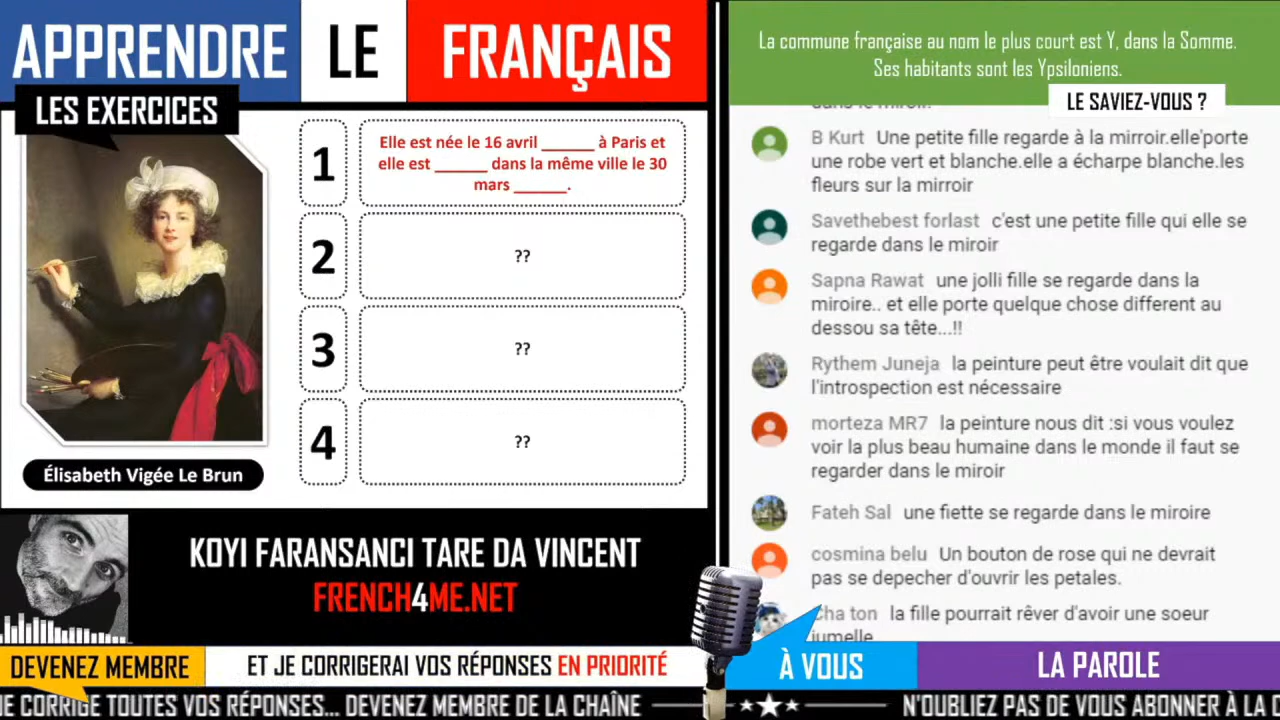 APPRENDRE LE FRANÇAIS
LES EXERCICES
1
Elle est née le 16 avril ______ à Paris et
elle est ______ dans la même ville le 30
mars ______.
2
??
3
??
4
??
Élisabeth Vigée Le Brun
KOYI FARANSANCI TARE DA VINCENT
FRENCH4ME.NET
DEVENEZ MEMBRE
ET JE CORRIGERAI VOS RÉPONSES EN PRIORITÉ
La commune française au nom le plus court est Y, dans la Somme.
Ses habitants sont les Ypsiloniens.
LE SAVIEZ-VOUS ?
dans le miroir.
B Kurt Une petite fille regarde à la mirroir.elle'porte
une robe vert et blanche.elle a écharpe blanche.les
fleurs sur la mirroir
Savethebest forlast c'est une petite fille qui elle se
regarde dans le miroir
Sapna Rawat une jolli fille se regarde dans la
miroire.. et elle porte quelque chose different au
dessou sa tête...!!
Rythem Juneja la peinture peut être voulait dit que
l'introspection est nécessaire
morteza MR7 la peinture nous dit :si vous voulez
voir la plus beau humaine dans le monde il faut se
regarder dans le miroir
Fateh Sal une fiette se regarde dans le miroire
cosmina belu Un bouton de rose qui ne devrait
pas se depecher d'ouvrir les petales.
Cha ton la fille pourrait rêver d'avoir une soeur
jumelle
À VOUS LA PAROLE
JE CORRIGE TOUTES VOS RÉPONSES... DEVENEZ MEMBRE DE LA CHAÎNE N'OUBLIEZ PAS DE VOUS ABONNER À LA